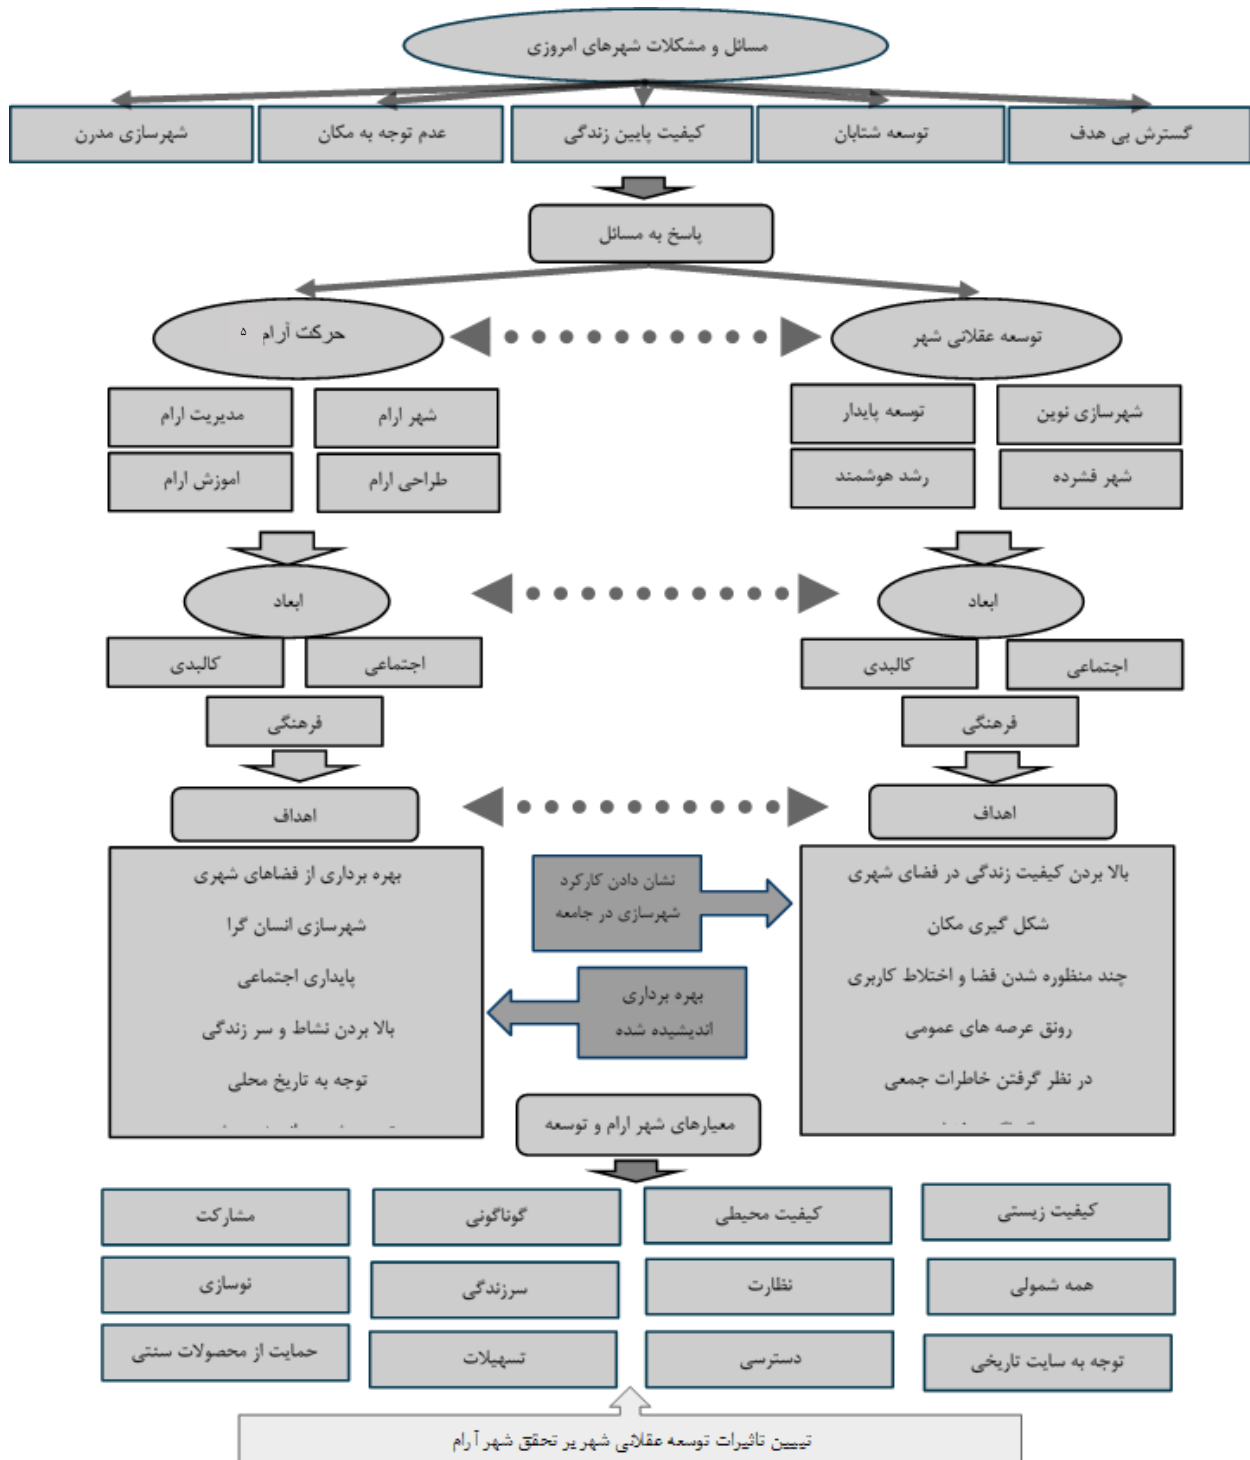 مسائل و مشکلات شهرهای امروزی
گسترش بی هدف
توسعه شتابان
کیفیت پایین زندگی
عدم توجه به مکان
شهرسازی مدرن
پاسخ به مسائل
توسعه عقلانی شهر
حرکت آرام ۵
شهرسازی نوین
توسعه پایدار
شهر ارام
مدیریت ارام
شهر فشرده
رشد هوشمند
طراحی ارام
اموزش ارام
ابعاد
ابعاد
اجتماعی
کالبدی
اجتماعی
کالبدی
فرهنگی
فرهنگی
اهداف
اهداف
بالا بردن کیفیت زندگی در فضای شهری
شکل گیری مکان
چند منظوره شدن فضا و اختلاط کاربری
رونق عرصه های عمومی
در نظر گرفتن خاطرات جمعی
نشان دادن کارکرد
شهرسازی در جامعه
بهره برداری
اندیشیده شده
بهره برداری از فضاهای شهری
شهرسازی انسان گرا
پایداری اجتماعی
بالا بردن نشاط و سر زندگی
توجه به تاریخ محلی
معیارهای شهر ارام و توسعه
کیفیت زیستی
کیفیت محیطی
گوناگونی
مشارکت
همه شمولی
نظارت
سرزندگی
نوسازی
توجه به سایت تاریخی
دسترسی
تسهیلات
حمایت از محصولات سنتی
تبیین تاثیرات توسعه عقلانی شهر بر تحقق شهر آرام